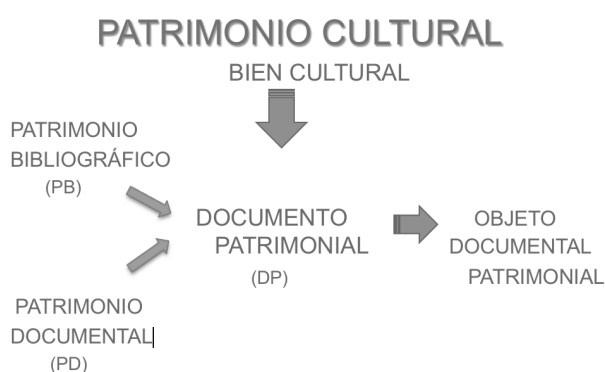 PATRIMONIO CULTURAL
BIEN CULTURAL
PATRIMONIO
BIBLIOGRÁFICO
(PB)
DOCUMENTO
PATRIMONIAL
(DP)
OBJETO
DOCUMENTAL
PATRIMONIAL
PATRIMONIO
DOCUMENTAL
(PD)